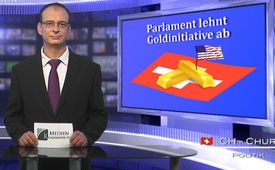 Parlament lehnt
Goldinitiative ab
MEDIEN
CH - CHUR
POLITIK